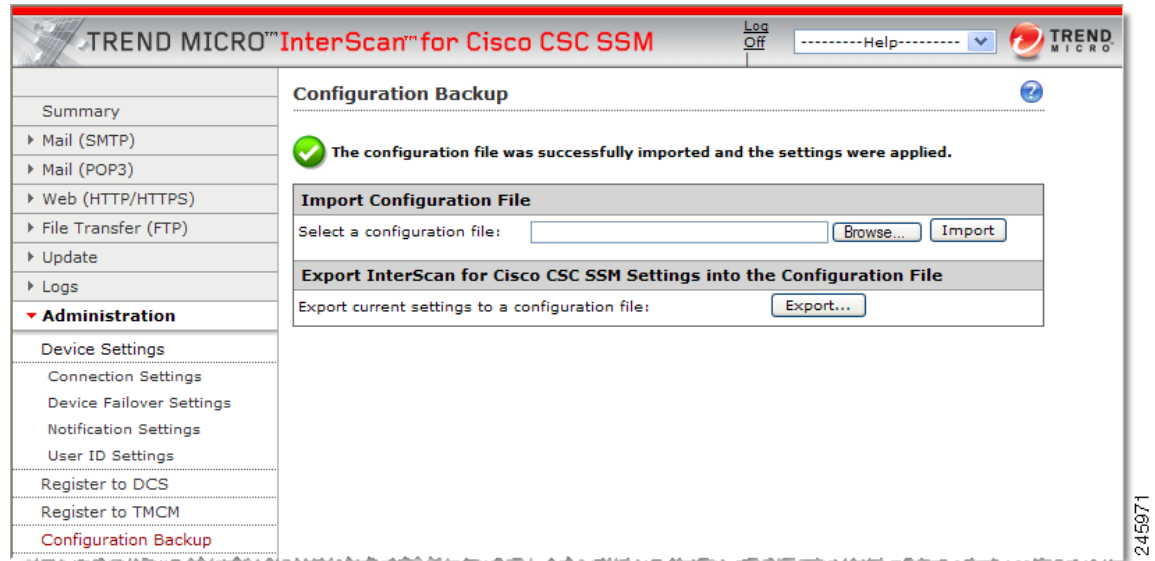 TREND MICRO™ InterScan™ for Cisco CSC SSM
Log Off
---------Help---------
TREND MICRO
Summary
Mail (SMTP)
Mail (POP3)
Web (HTTP/HTTPS)
File Transfer (FTP)
Update
Logs
Administration
Device Settings
Connection Settings
Device Failover Settings
Notification Settings
User ID Settings
Register to DCS
Register to TMCM
Configuration Backup
Configuration Backup
?
The configuration file was successfully imported and the settings were applied.
Import Configuration File
Select a configuration file: Browse... Import
Export InterScan for Cisco CSC SSM Settings into the Configuration File
Export current settings to a configuration file: Export...
245971